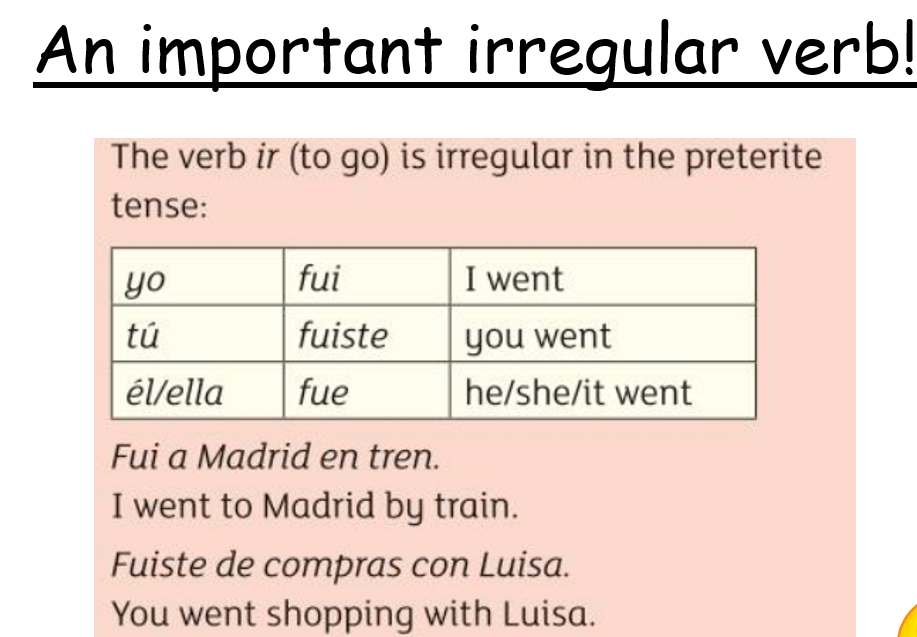 An important irregular verb!
The verb ir (to go) is irregular in the preterite
tense:
yo fui I went
tú fuiste you went
él/ella fue he/she/it went
Fui a Madrid en tren.
I went to Madrid by train.
Fuiste de compras con Luisa.
You went shopping with Luisa.